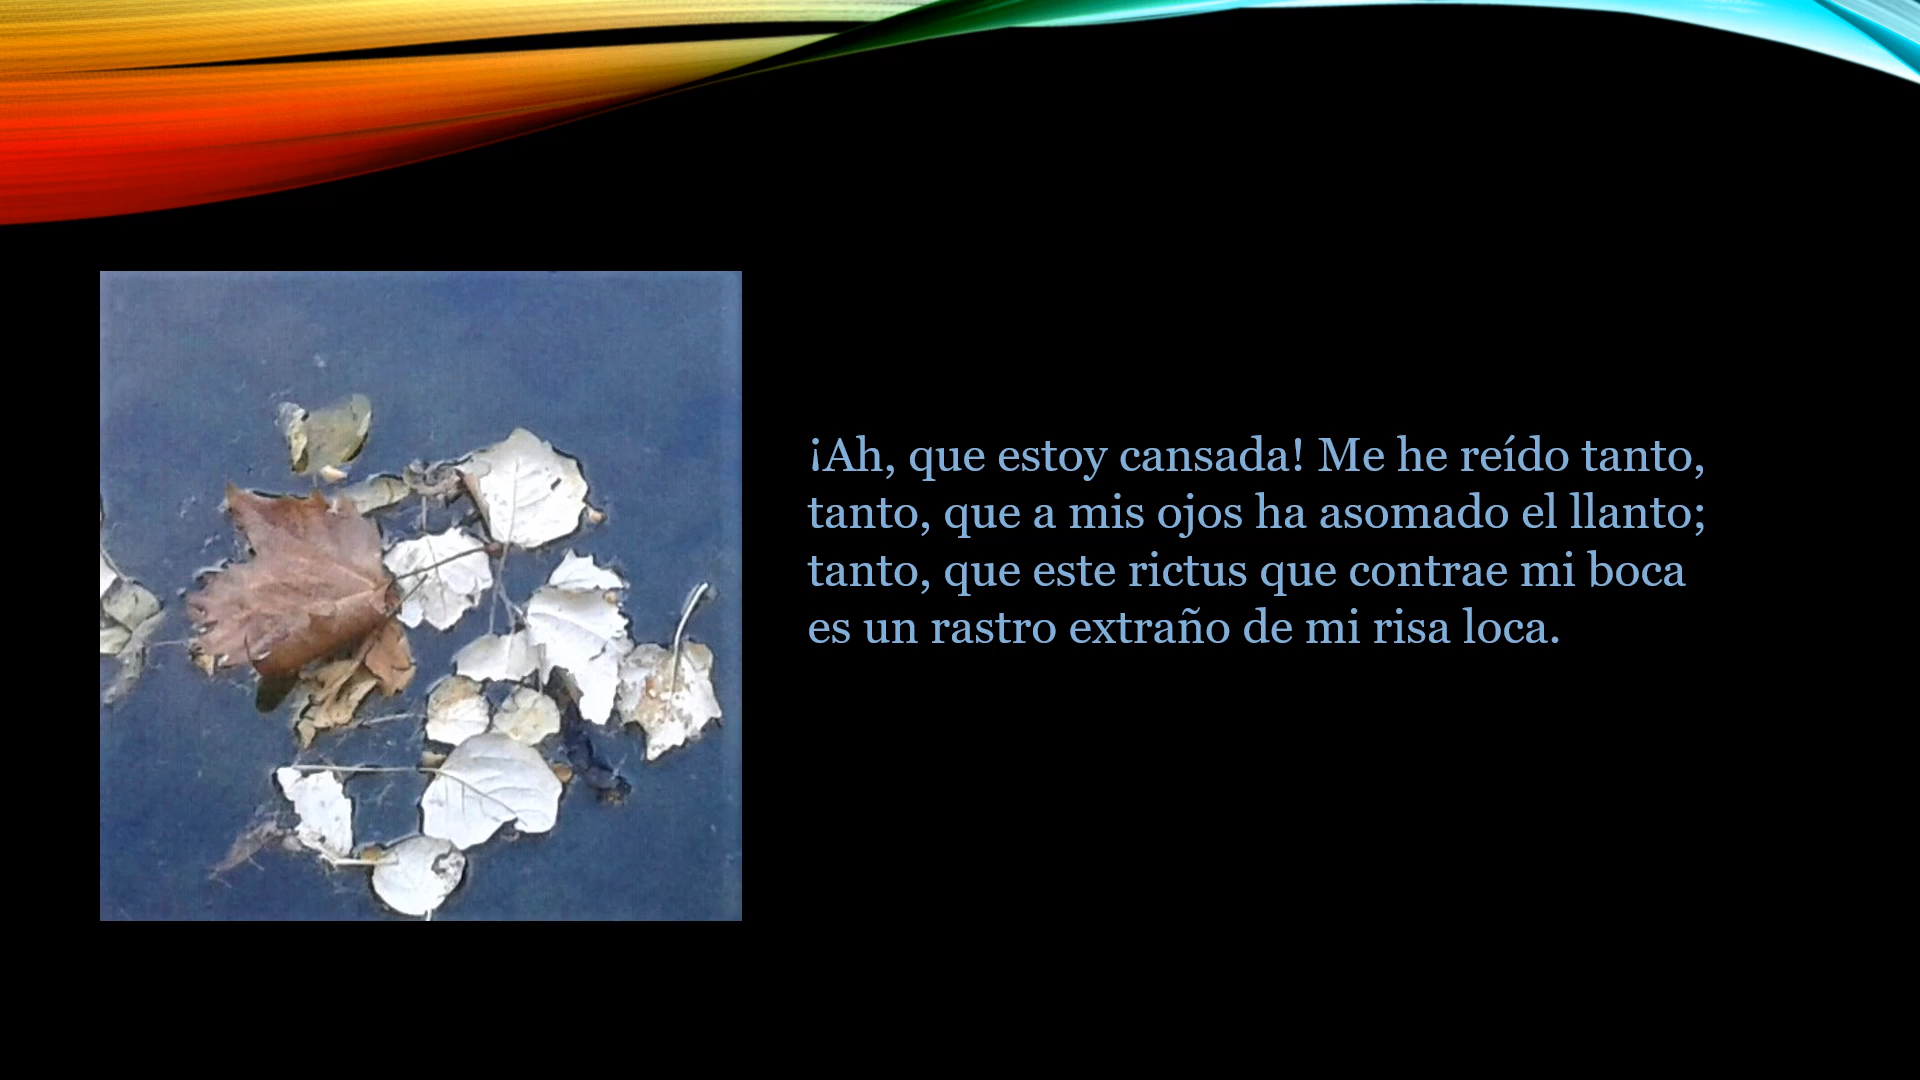 ¡Ah, que estoy cansada! Me he reído tanto,
tanto, que a mis ojos ha asomado el llanto;
tanto, que este rictus que contrae mi boca
es un rastro extraño de mi risa loca.